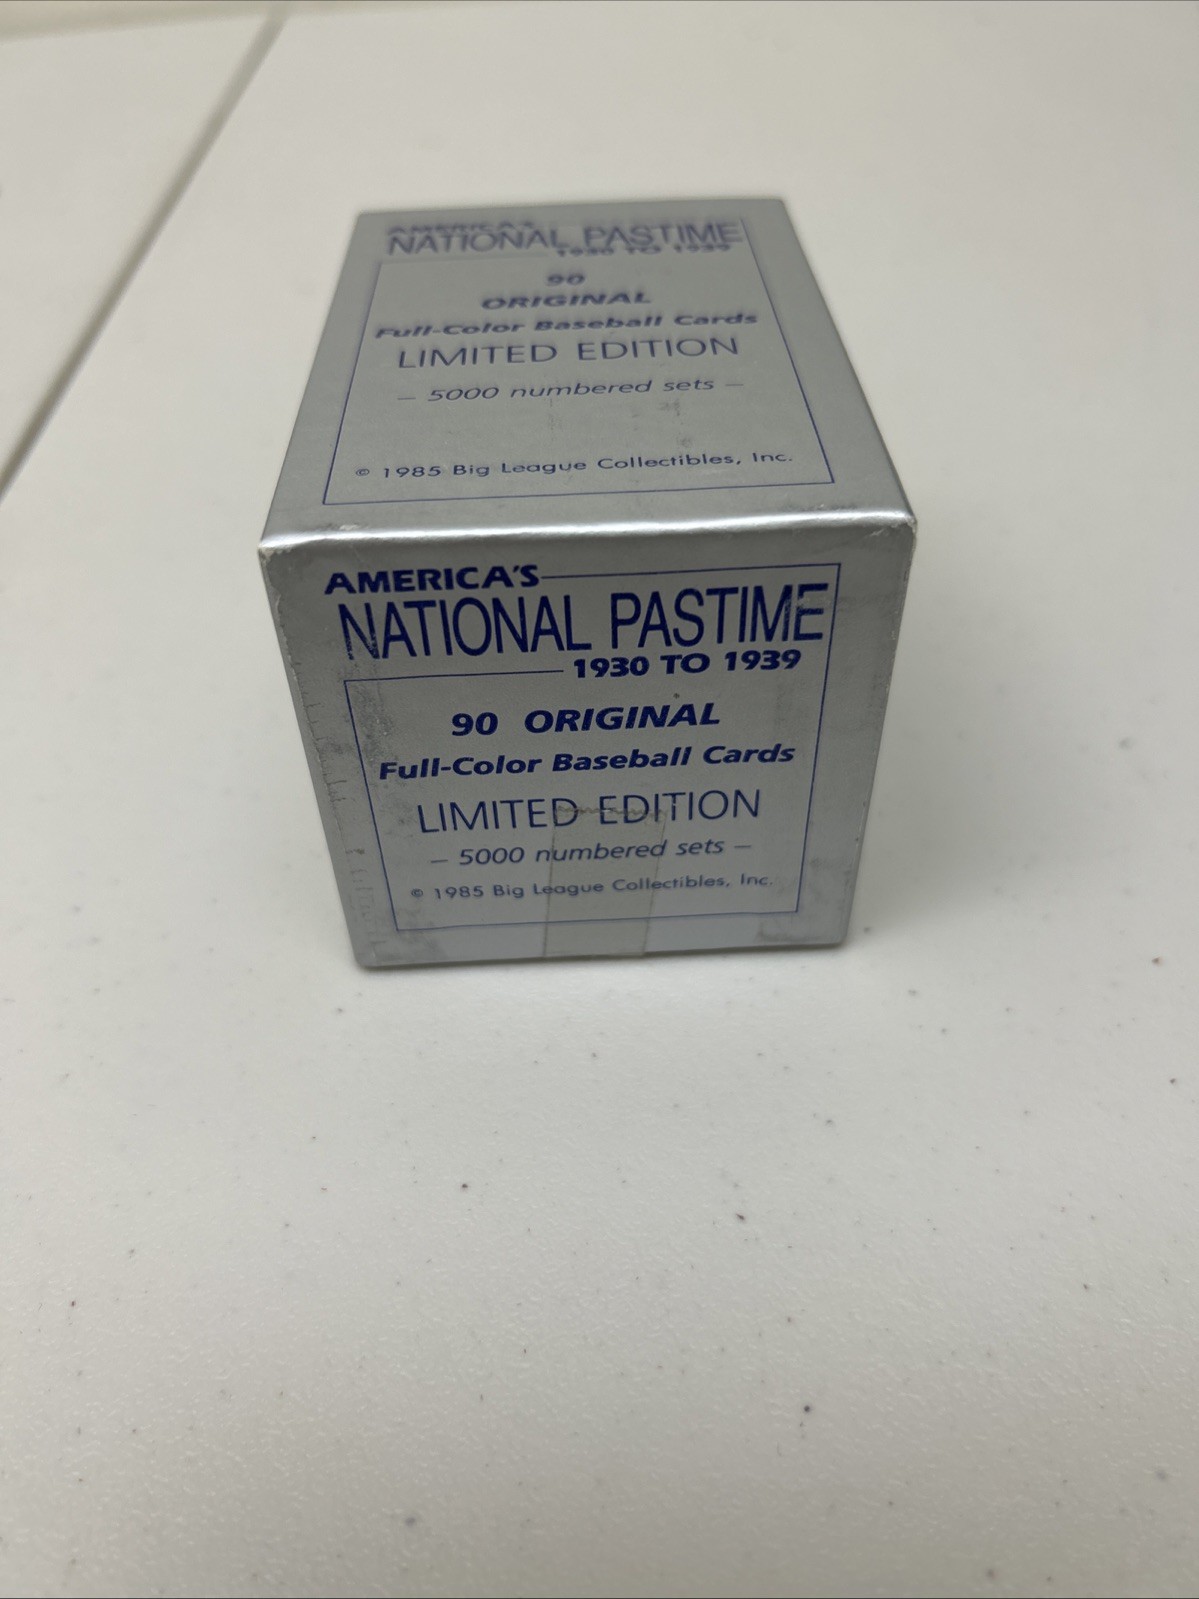 AMERICA'S
NATIONAL PASTIME
1930 TO 1939
90
ORIGINAL
Full-Color Baseball Cards
LIMITED EDITION
— 5000 numbered sets —
© 1985 Big League Collectibles, Inc.
AMERICA'S
NATIONAL PASTIME
1930 TO 1939
90 ORIGINAL
Full-Color Baseball Cards
LIMITED EDITION
— 5000 numbered sets —
© 1985 Big League Collectibles, Inc.